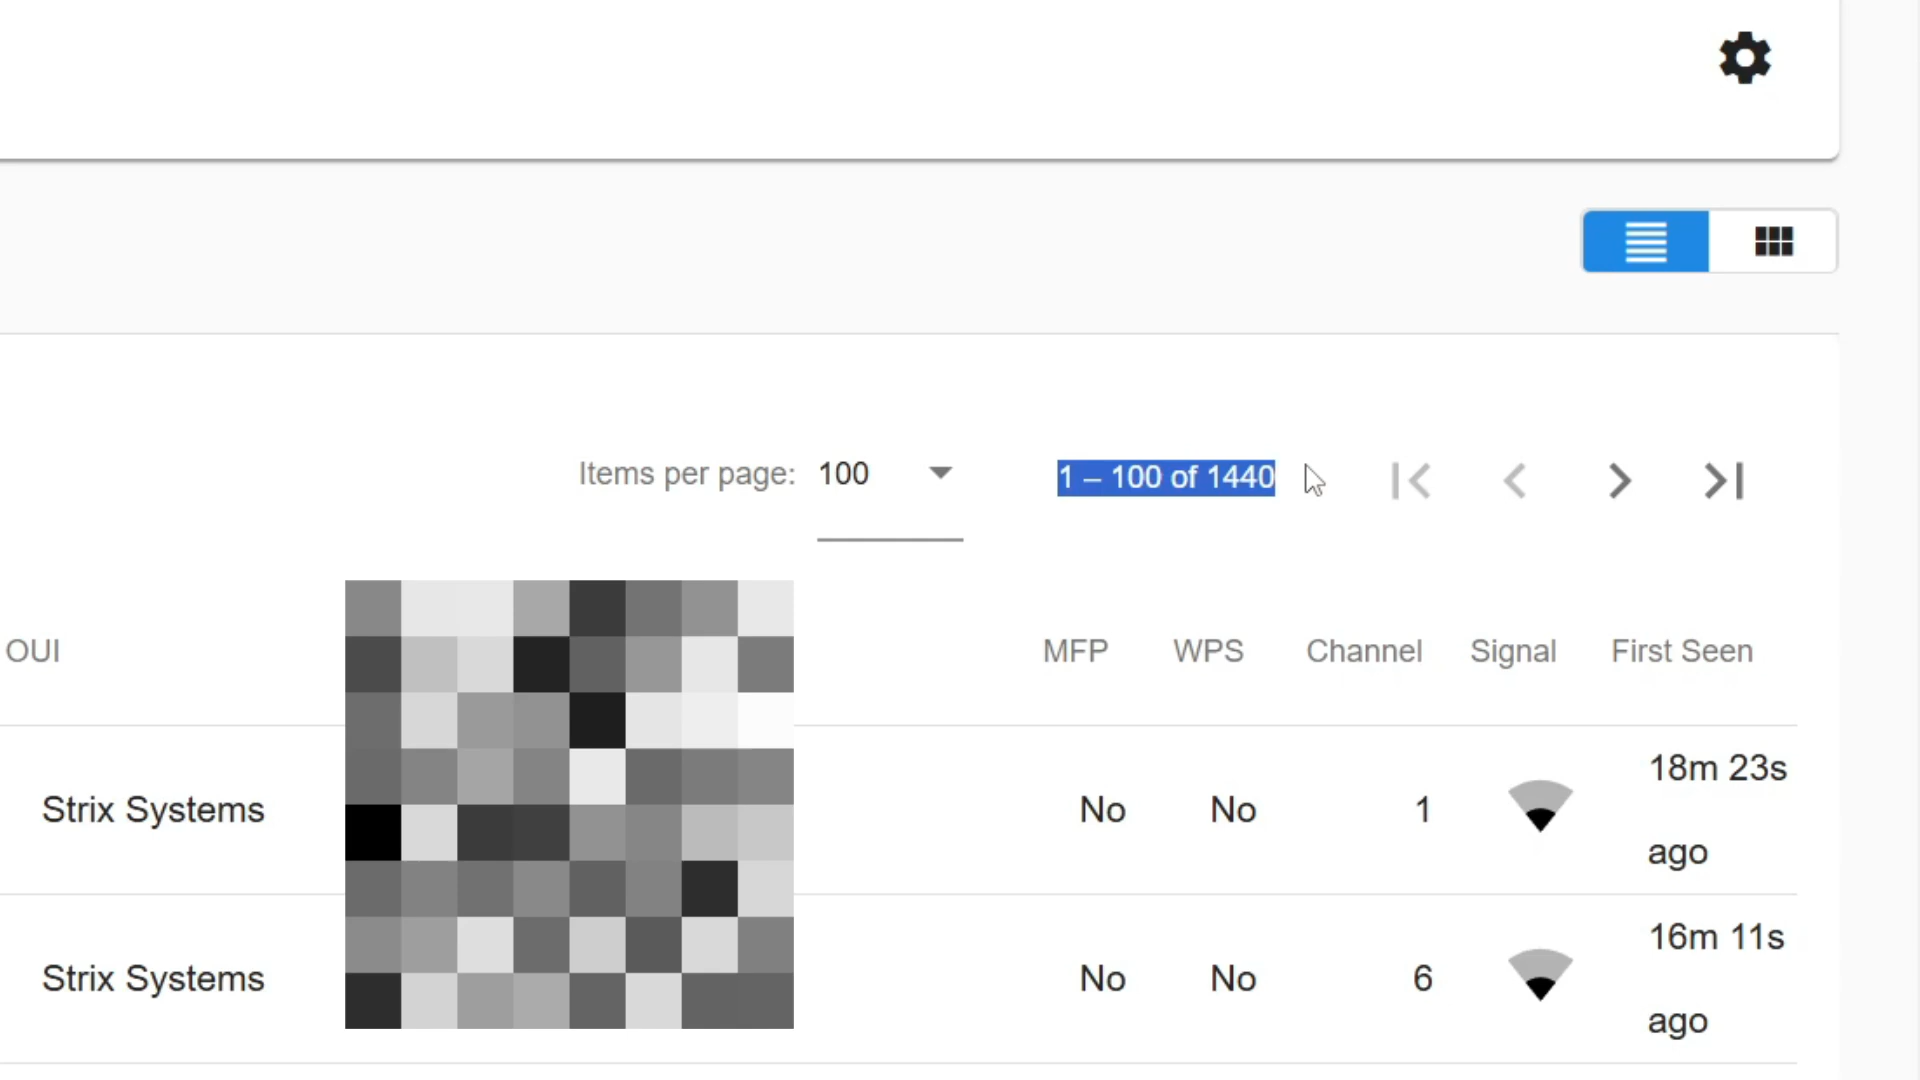 Items per page: 100 1 – 100 of 1440
OUI MFP WPS Channel Signal First Seen
Strix Systems No No 1 18m 23s
ago
Strix Systems No No 6 16m 11s
ago